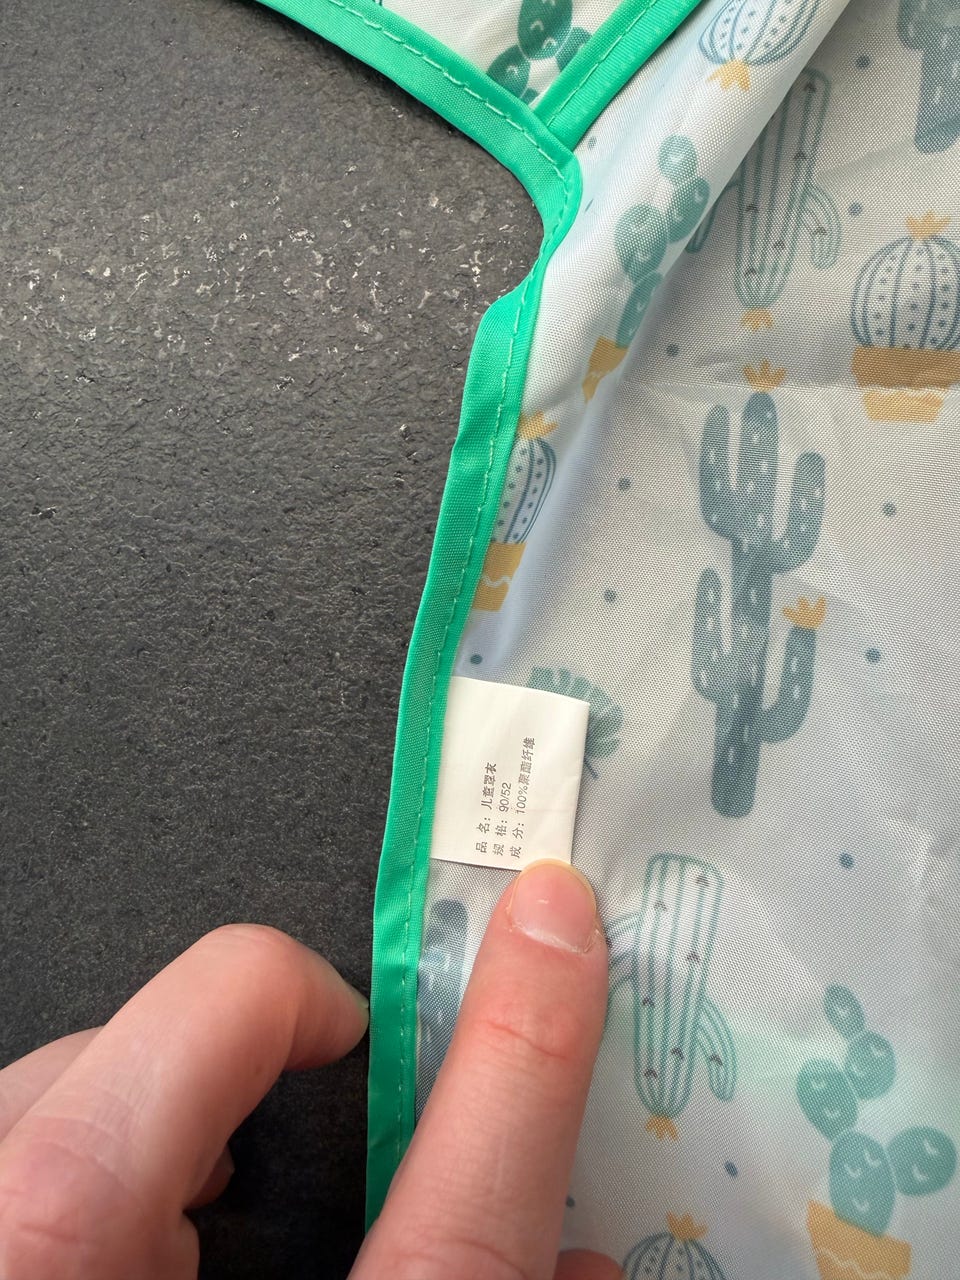 品 名：儿童罩衣
规 格：90/52
成 分：100%聚酯纤维